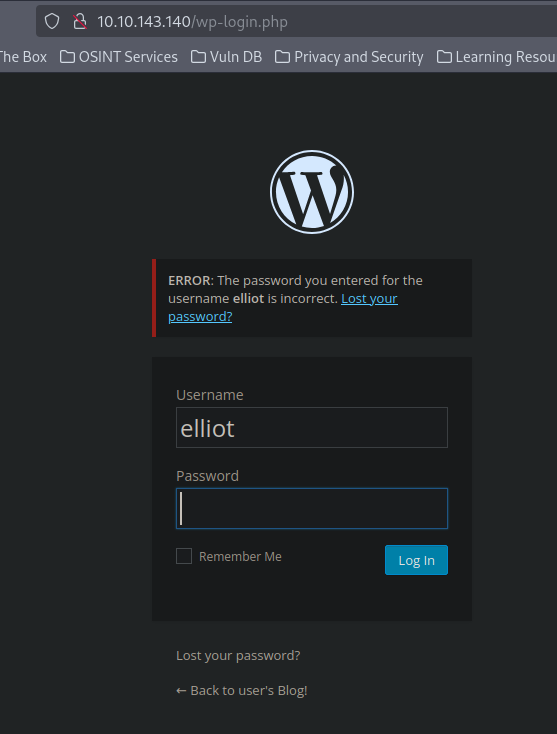 10.10.143.140/wp-login.php
The Box OSINT Services Vuln DB Privacy and Security Learning Resou
ERROR: The password you entered for the
username elliot is incorrect. Lost your
password?
Username
elliot
Password
Remember Me Log In
Lost your password?
← Back to user's Blog!